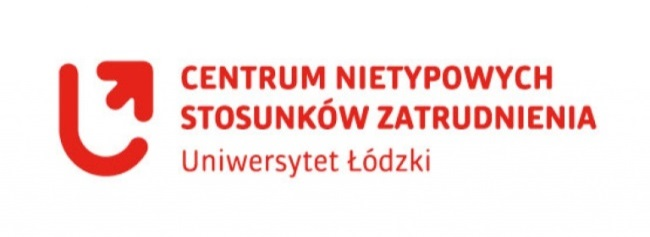 CENTRUM NIETYPOWYCH
STOSUNKÓW ZATRUDNIENIA
Uniwersytet Łódzki